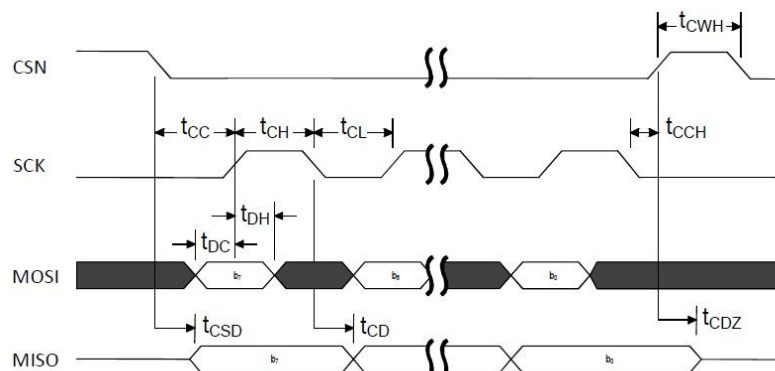 tCWH
CSN
tCC tCH tCL tCCH
SCK
tDH
tDC
MOSI b7 b6 b0
tCSD tCD tCDZ
MISO b7 b0